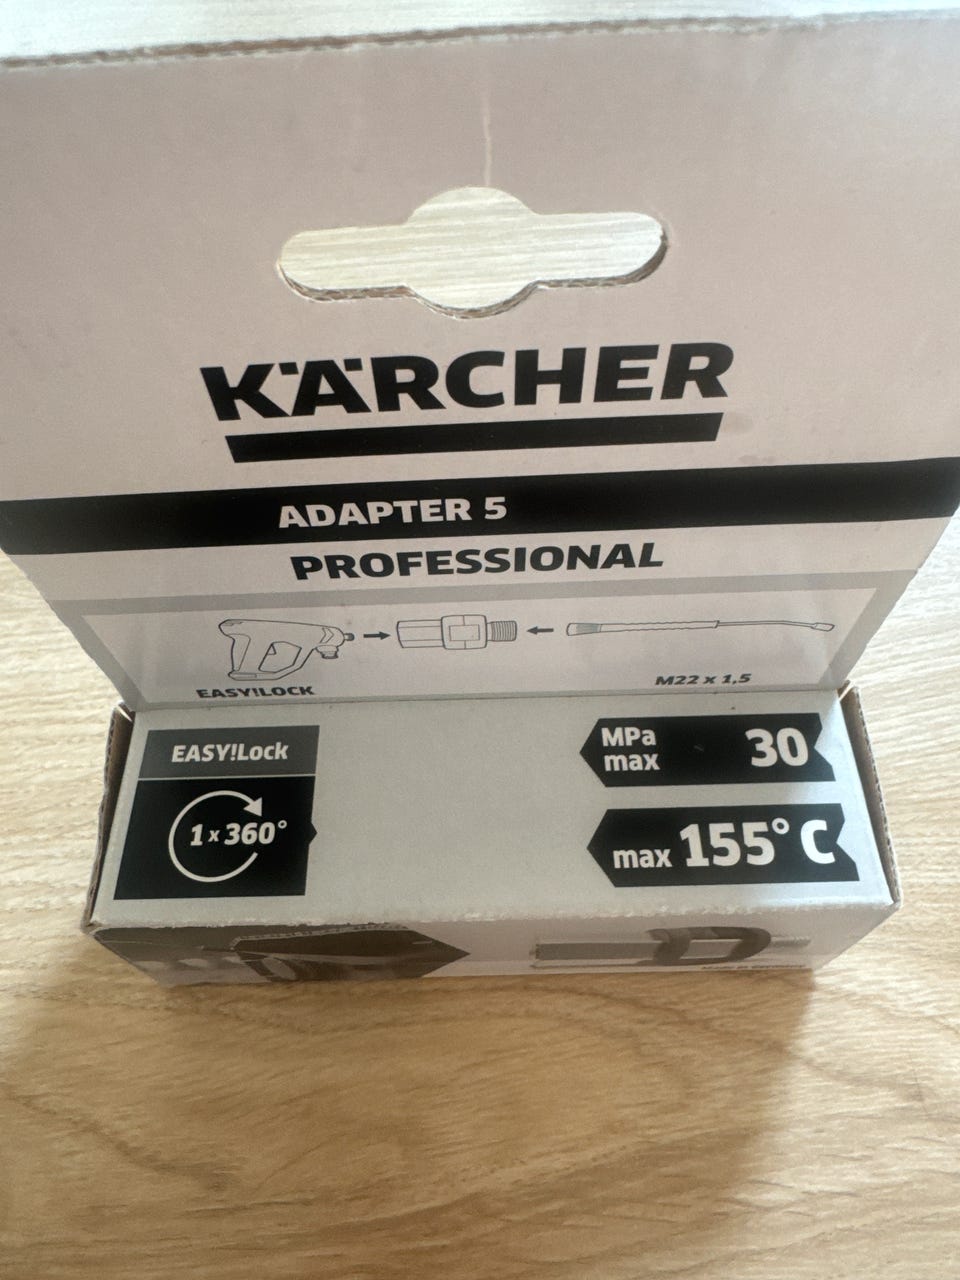 KÄRCHER
ADAPTER 5
PROFESSIONAL
EASY!LOCK
M22 x 1,5
EASY!Lock
1 x 360°
MPa
max 30
max 155° C